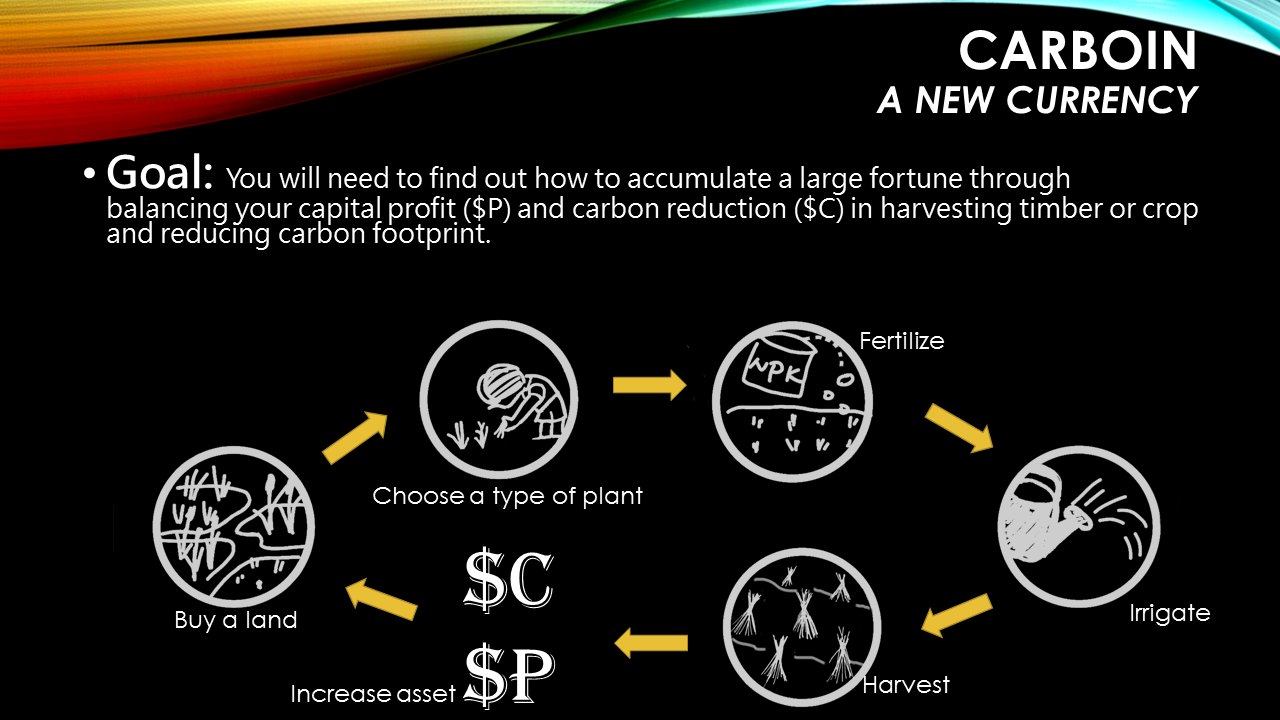 CARBOIN
A NEW CURRENCY
• Goal: You will need to find out how to accumulate a large fortune through
balancing your capital profit ($P) and carbon reduction ($C) in harvesting timber or crop
and reducing carbon footprint.
Fertilize
NPK
Choose a type of plant
$C
Buy a land
Irrigate
$P
Increase asset
Harvest